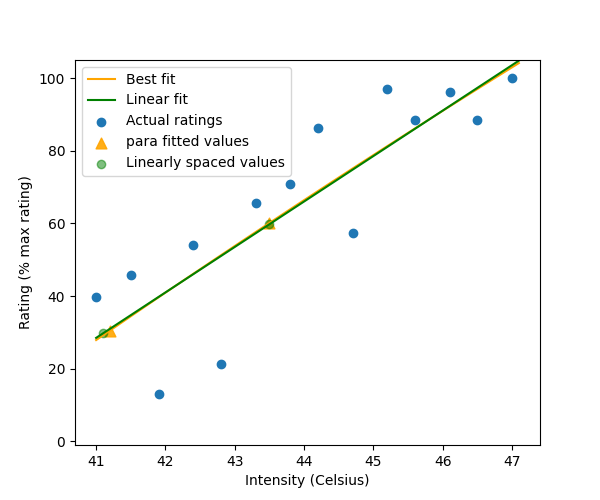 Best fit
Linear fit
Actual ratings
para fitted values
Linearly spaced values
Rating (% max rating)
100
80
60
40
20
0
41 42 43 44 45 46 47
Intensity (Celsius)